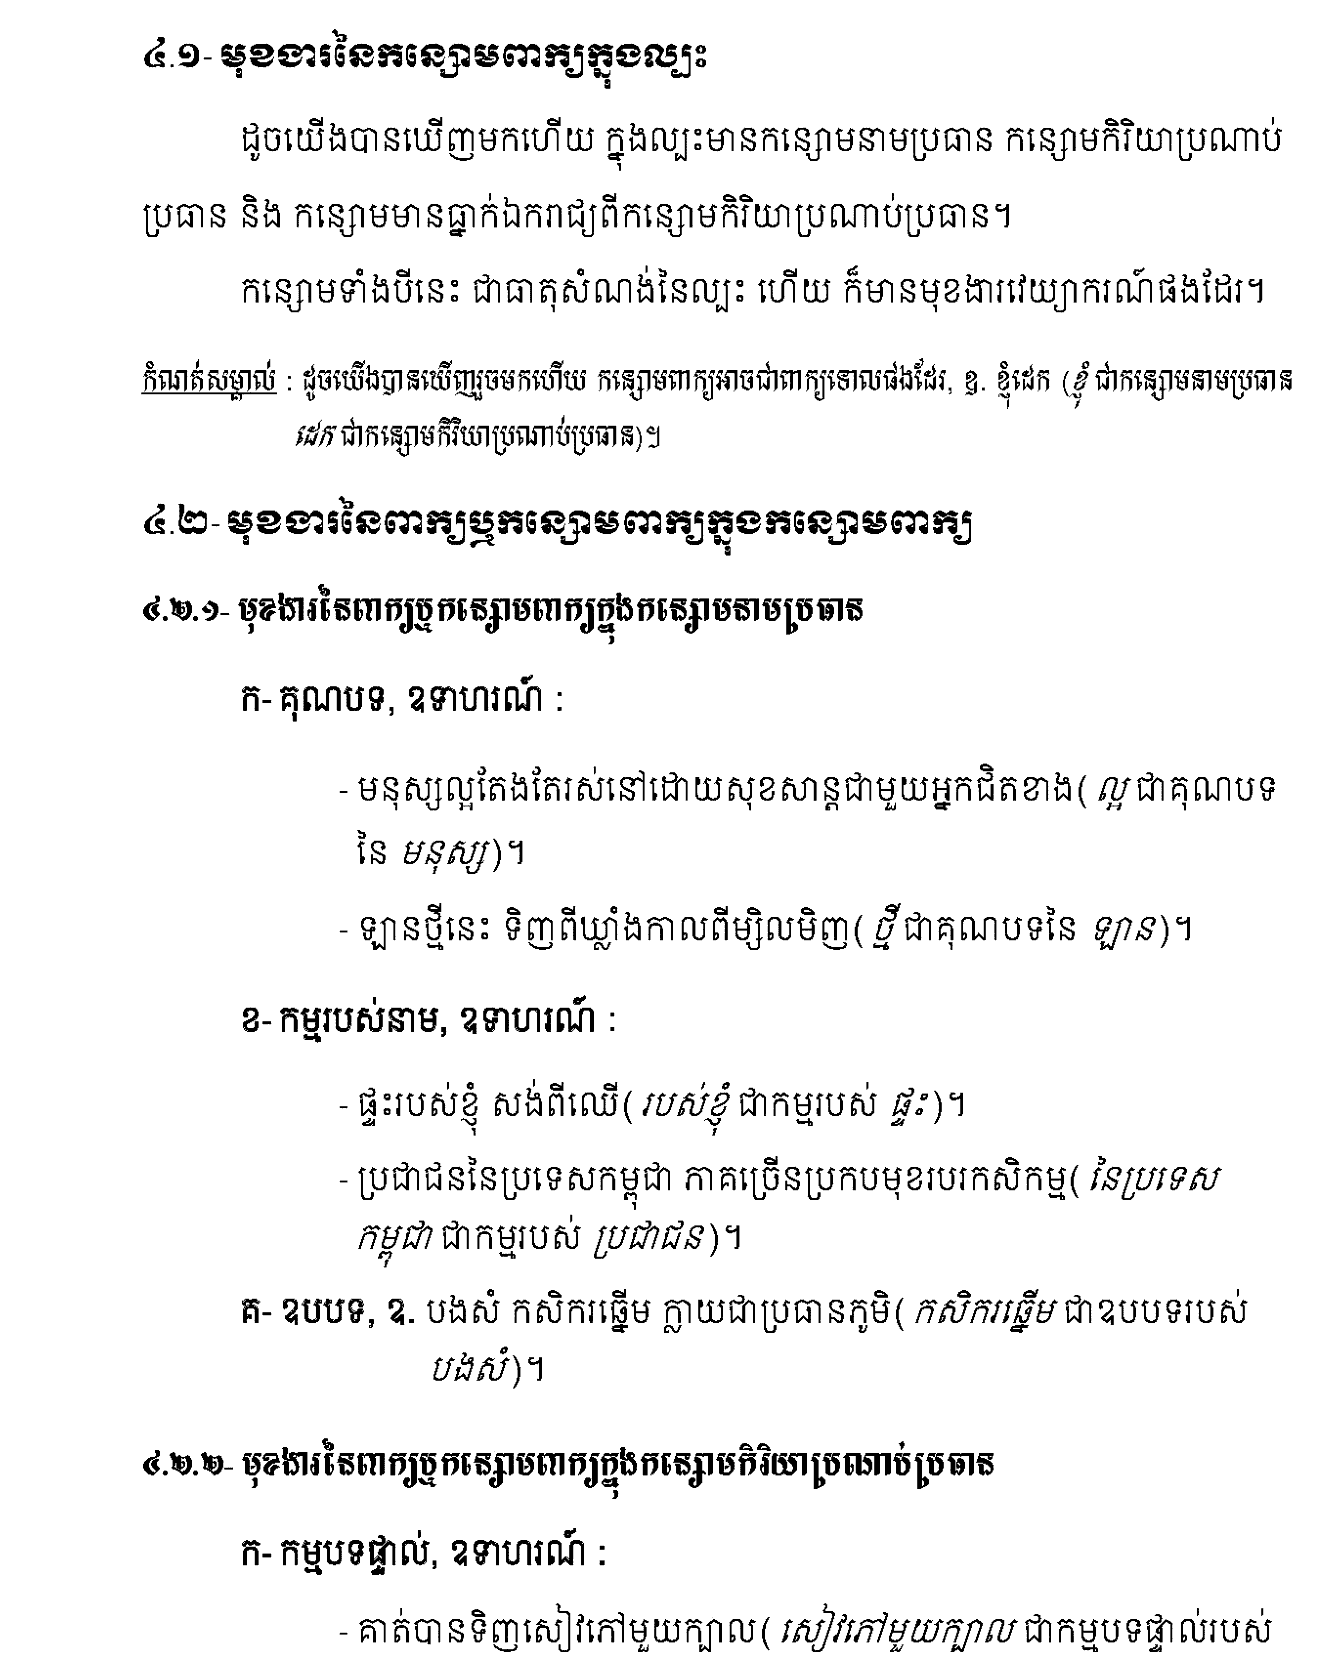 ៤.១- មុខងារនៃកន្សោមពាក្យក្នុងល្បះ
ដូចយើងបានឃើញមកហើយ ក្នុងល្បះមានកន្សោមនាមប្រធាន កន្សោមកិរិយាប្រណាប់
ប្រធាន និង កន្សោមមានធ្នាក់ឯករាជ្យពីកន្សោមកិរិយាប្រណាប់ប្រធាន។
កន្សោមទាំងបីនេះ ជាធាតុសំណង់នៃល្បះ ហើយ ក៏មានមុខងារវេយ្យាករណ៍ផងដែរ។
កំណត់សម្គាល់ : ដូចយើងបានឃើញរួចមកហើយ កន្សោមពាក្យអាចជាពាក្យទោលផងដែរ, ឧ. ខ្ញុំដេក (ខ្ញុំ ជាកន្សោមនាមប្រធាន
ដេក ជាកន្សោមកិរិយាប្រណាប់ប្រធាន)។
៤.២- មុខងារនៃពាក្យឬកន្សោមពាក្យក្នុងកន្សោមពាក្យ
៤.២.១- មុខងារនៃពាក្យឬកន្សោមពាក្យក្នុងកន្សោមនាមប្រធាន
ក- គុណបទ, ឧទាហរណ៍ :
- មនុស្សល្អតែងតែរស់នៅដោយសុខសាន្តជាមួយអ្នកជិតខាង( ល្អ ជាគុណបទ
នៃ មនុស្ស)។
- ឡានថ្មីនេះ ទិញពីឃ្លាំងកាលពីម្សិលមិញ( ថ្មី ជាគុណបទនៃ ឡាន)។
ខ- កម្មរបស់នាម, ឧទាហរណ៍ :
- ផ្ទះរបស់ខ្ញុំ សង់ពីឈើ( របស់ខ្ញុំ ជាកម្មរបស់ ផ្ទះ)។
- ប្រជាជននៃប្រទេសកម្ពុជា ភាគច្រើនប្រកបមុខរបរកសិកម្ម( នៃប្រទេស
កម្ពុជា ជាកម្មរបស់ ប្រជាជន)។
គ- ឧបបទ, ឧ. បងសំ កសិករឆ្នើម ក្លាយជាប្រធានភូមិ( កសិករឆ្នើម ជាឧបបទរបស់
បងសំ)។
៤.២.២- មុខងារនៃពាក្យឬកន្សោមពាក្យក្នុងកន្សោមកិរិយាប្រណាប់ប្រធាន
ក- កម្មបទផ្ទាល់, ឧទាហរណ៍ :
- គាត់បានទិញសៀវភៅមួយក្បាល( សៀវភៅមួយក្បាល ជាកម្មបទផ្ទាល់របស់